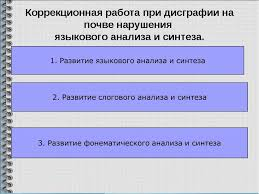 Коррекционная работа при дисграфии на
почве нарушения
языкового анализа и синтеза.
1. Развитие языкового анализа и синтеза
2. Развитие слогового анализа и синтеза
3. Развитие фонематического анализа и синтеза